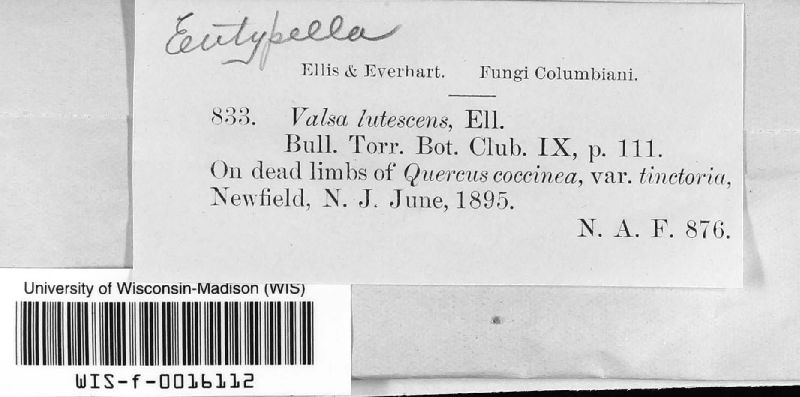 Eutypella
Ellis & Everhart. Fungi Columbiani.
833. Valsa lutescens, Ell.
Bull. Torr. Bot. Club. IX, p. 111.
On dead limbs of Quercus coccinea, var. tinctoria,
Newfield, N. J. June, 1895.
N. A. F. 876.
University of Wisconsin-Madison (WIS)
WIS-f-0016112